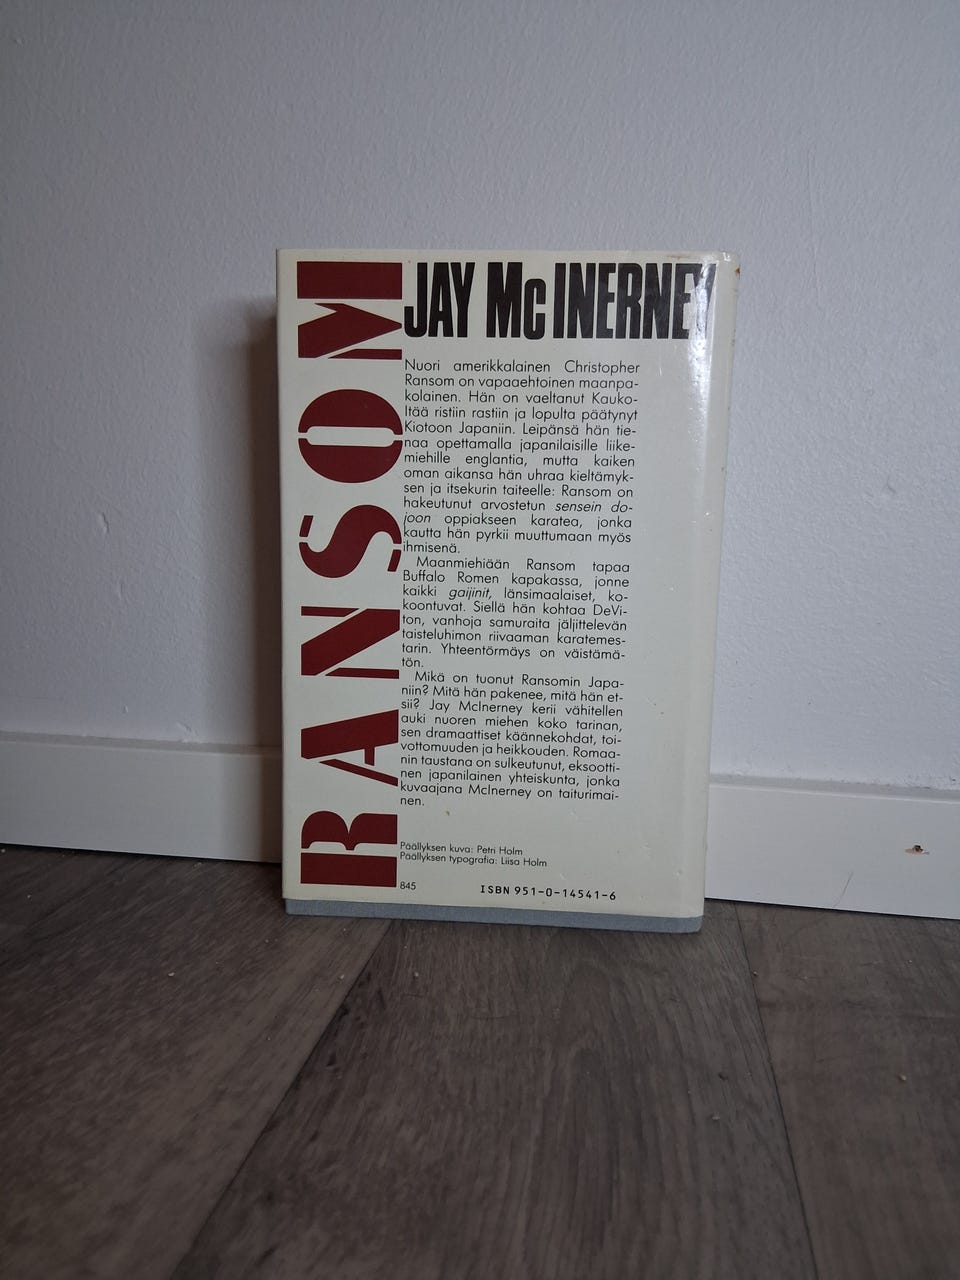 RANSOM
JAY McINERNEY
Nuori amerikkalainen Christopher
Ransom on vapaaehtoinen maanpa-
kolainen. Hän on vaeltanut Kauko-
Itää ristiin rastiin ja lopulta päätynyt
Kiotoon Japaniin. Leipänsä hän tie-
naa opettamalla japanilaisille liike-
miehille englantia, mutta kaiken
oman aikansa hän uhraa kieltämyk-
sen ja itsekurin taiteelle: Ransom on
hakeutunut arvostetun sensein do-
joon oppiakseen karatea, jonka
kautta hän pyrkii muuttumaan myös
ihmisenä.
Maanmiehiään Ransom tapaa
Buffalo Romen kapakassa, jonne
kaikki gaijinit, länsimaalaiset, ko-
koontuvat. Siellä hän kohtaa DeVi-
ton, vanhoja samuraita jäljittelevän
taisteluhimon riivaaman karatemes-
tarin. Yhteentörmäys on väistämä-
tön.
Mikä on tuonut Ransomin Japa-
niin? Mitä hän pakenee, mitä hän et-
sii? Jay McInerney kerii vähitellen
auki nuoren miehen koko tarinan,
sen dramaattiset käännekohdat, toi-
vottomuuden ja heikkouden. Romaa-
nin taustana on sulkeutunut, eksootti-
nen japanilainen yhteiskunta, jonka
kuvaajana McInerney on taiturimai-
nen.
Päällyksen kuva: Petri Holm
Päällyksen typografia: Liisa Holm
845
ISBN 951-0-14541-6